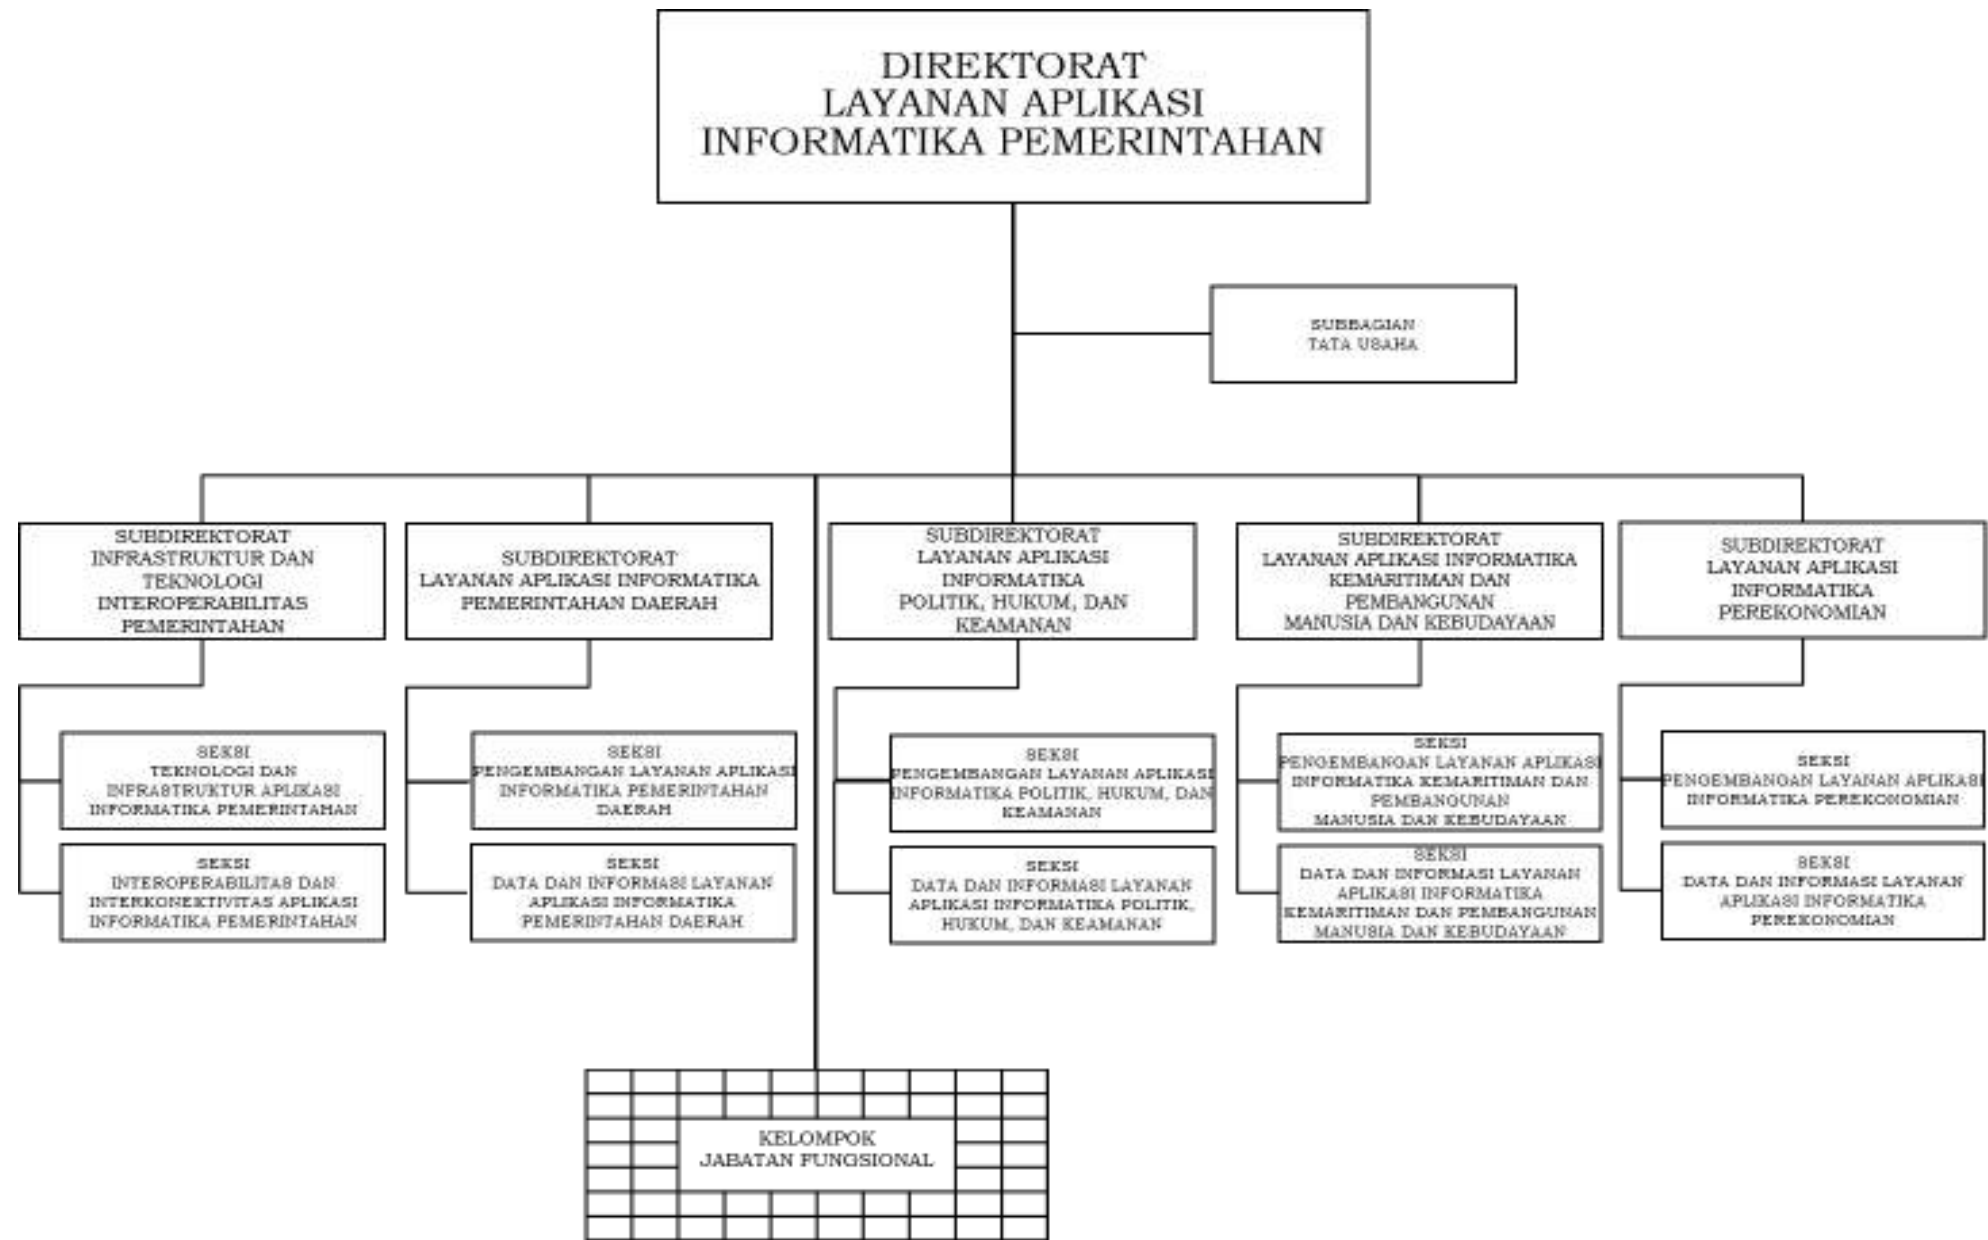 DIREKTORAT
LAYANAN APLIKASI
INFORMATIKA PEMERINTAHAN
SUBBAGIAN
TATA USAHA
SUBDIREKTORAT
INFRASTRUKTUR DAN
TEKNOLOGI
INTEROPERABILITAS
PEMERINTAHAN
SUBDIREKTORAT
LAYANAN APLIKASI INFORMATIKA
PEMERINTAHAN DAERAH
SUBDIREKTORAT
LAYANAN APLIKASI
INFORMATIKA
POLITIK, HUKUM, DAN
KEAMANAN
SUBDIREKTORAT
LAYANAN APLIKASI INFORMATIKA
KEMARITIMAN DAN
PEMBANGUNAN
MANUSIA DAN KEBUDAYAAN
SUBDIREKTORAT
LAYANAN APLIKASI
INFORMATIKA
PEREKONOMIAN
SEKSI
TEKNOLOGI DAN
INFRASTRUKTUR APLIKASI
INFORMATIKA PEMERINTAHAN
SEKSI
PENGEMBANGAN LAYANAN APLIKASI
INFORMATIKA PEMERINTAHAN
DAERAH
SEKSI
PENGEMBANGAN LAYANAN APLIKASI
INFORMATIKA POLITIK, HUKUM, DAN
KEAMANAN
SEKSI
PENGEMBANGAN LAYANAN APLIKASI
INFORMATIKA KEMARITIMAN DAN
PEMBANGUNAN
MANUSIA DAN KEBUDAYAAN
SEKSI
PENGEMBANGAN LAYANAN APLIKASI
INFORMATIKA PEREKONOMIAN
SEKSI
INTEROPERABILITAS DAN
INTERKONEKTIVITAS APLIKASI
INFORMATIKA PEMERINTAHAN
SEKSI
DATA DAN INFORMASI LAYANAN
APLIKASI INFORMATIKA
PEMERINTAHAN DAERAH
SEKSI
DATA DAN INFORMASI LAYANAN
APLIKASI INFORMATIKA POLITIK,
HUKUM, DAN KEAMANAN
SEKSI
DATA DAN INFORMASI LAYANAN
APLIKASI INFORMATIKA
KEMARITIMAN DAN PEMBANGUNAN
MANUSIA DAN KEBUDAYAAN
SEKSI
DATA DAN INFORMASI LAYANAN
APLIKASI INFORMATIKA
PEREKONOMIAN
KELOMPOK
JABATAN FUNGSIONAL